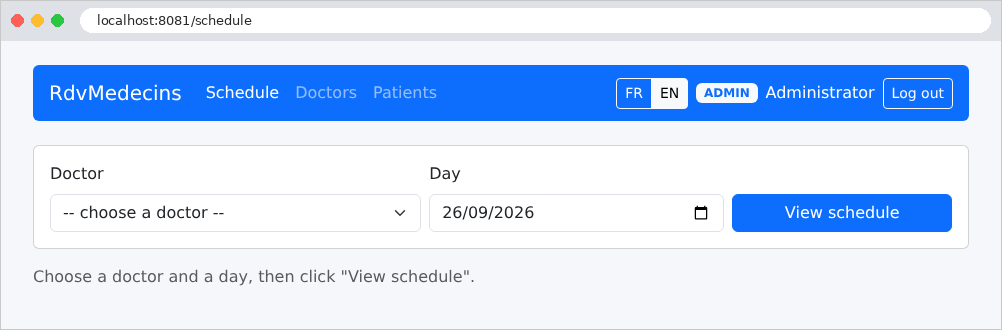 localhost:8081/schedule
RdvMedecins Schedule Doctors Patients FR EN ADMIN Administrator Log out
Doctor Day
-- choose a doctor -- 26/09/2026 View schedule
Choose a doctor and a day, then click "View schedule".